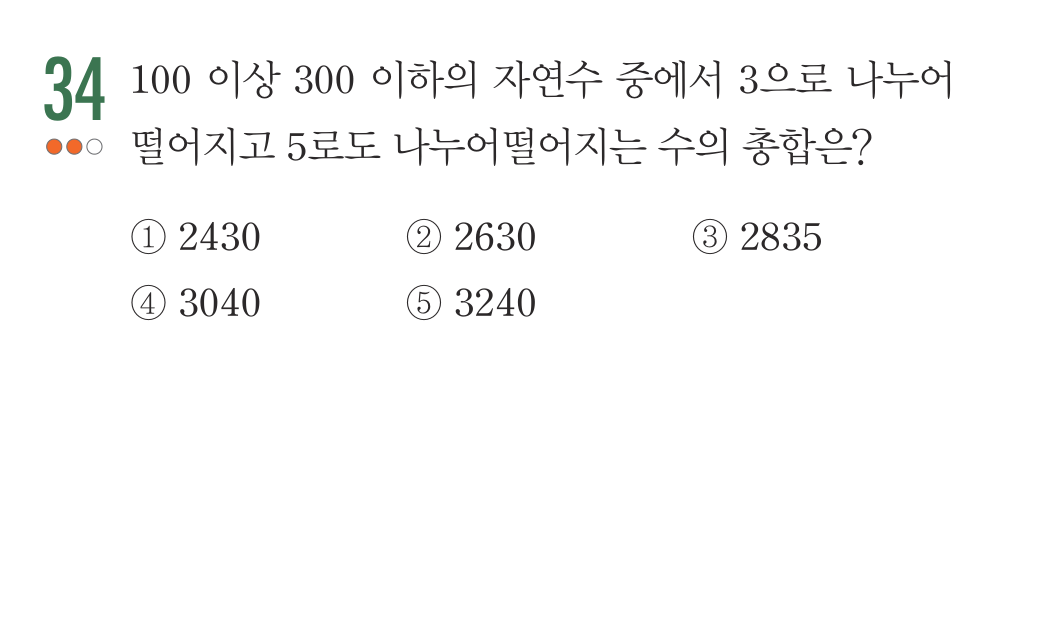 34 100 이상 300 이하의 자연수 중에서 3으로 나누어
떨어지고 5로도 나누어떨어지는 수의 총합은?
① 2430 ② 2630 ③ 2835
④ 3040 ⑤ 3240